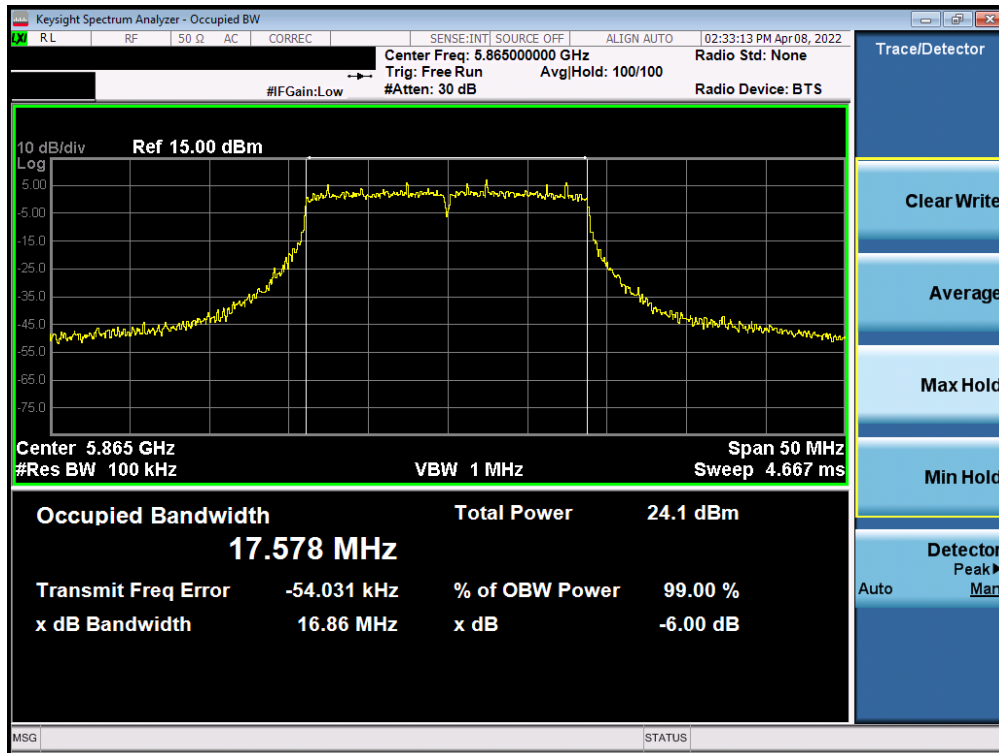 Keysight Spectrum Analyzer - Occupied BW
LXI RL RF 50 Ω AC CORREC SENSE:INT SOURCE OFF ALIGN AUTO 02:33:13 PM Apr 08, 2022
Center Freq: 5.865000000 GHz Radio Std: None
Trig: Free Run Avg|Hold: 100/100
#IFGain:Low #Atten: 30 dB Radio Device: BTS
Trace/Detector
10 dB/div Ref 15.00 dBm
Log
5.00
-5.00
-15.0
-25.0
-35.0
-45.0
-55.0
-65.0
-75.0
Center 5.865 GHz Span 50 MHz
#Res BW 100 kHz VBW 1 MHz Sweep 4.667 ms
Occupied Bandwidth Total Power 24.1 dBm
17.578 MHz
Transmit Freq Error -54.031 kHz % of OBW Power 99.00 %
x dB Bandwidth 16.86 MHz x dB -6.00 dB
Clear Write
Average
Max Hold
Min Hold
Detector
Peak▶
Auto Man
MSG STATUS